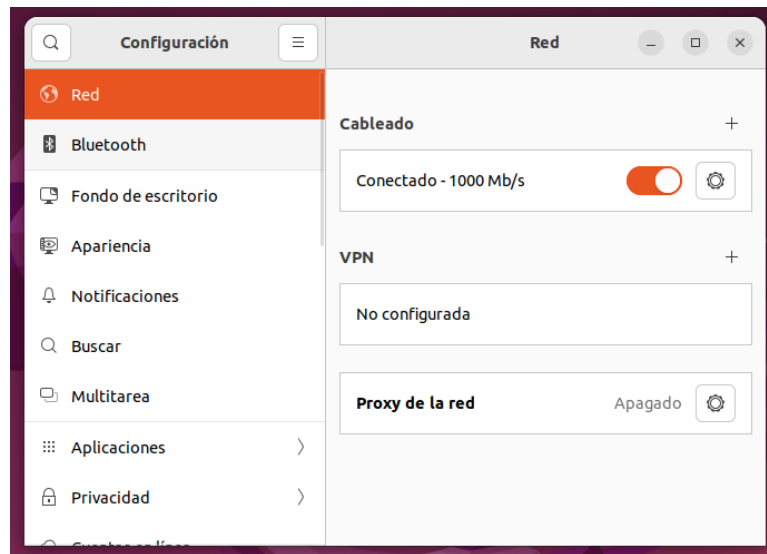 Configuración
Red
Red
Bluetooth
Fondo de escritorio
Apariencia
Notificaciones
Buscar
Multitarea
Aplicaciones
Privacidad
Cableado
Conectado - 1000 Mb/s
VPN
No configurada
Proxy de la red Apagado